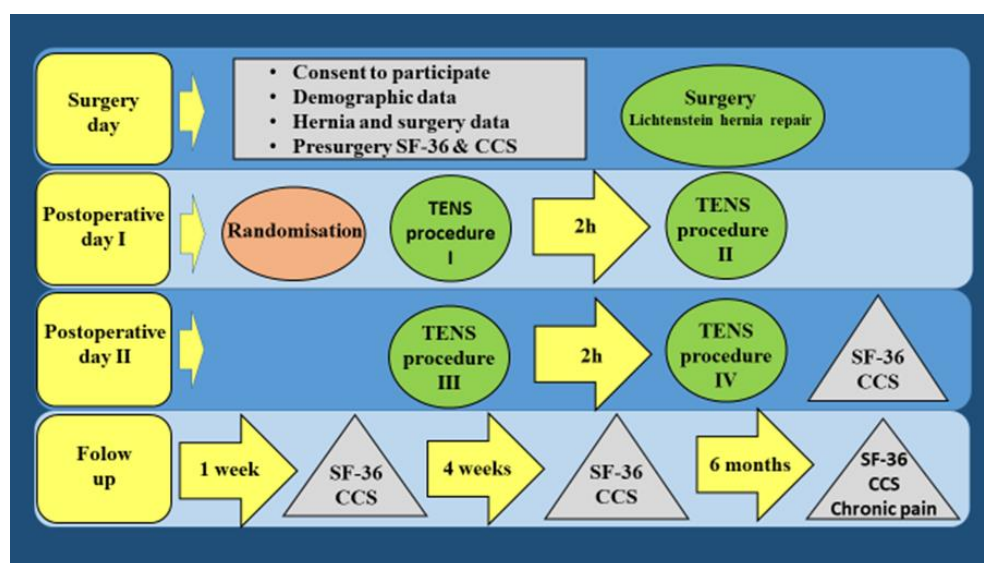 Surgery
day
• Consent to participate
• Demographic data
• Hernia and surgery data
• Presurgery SF-36 & CCS
Surgery
Lichtenstein hernia repair
Postoperative
day I
Randomisation
TENS
procedure
I
2h
TENS
procedure
II
Postoperative
day II
TENS
procedure
III
2h
TENS
procedure
IV
SF-36
CCS
Folow
up
1 week
SF-36
CCS
4 weeks
SF-36
CCS
6 months
SF-36
CCS
Chronic pain